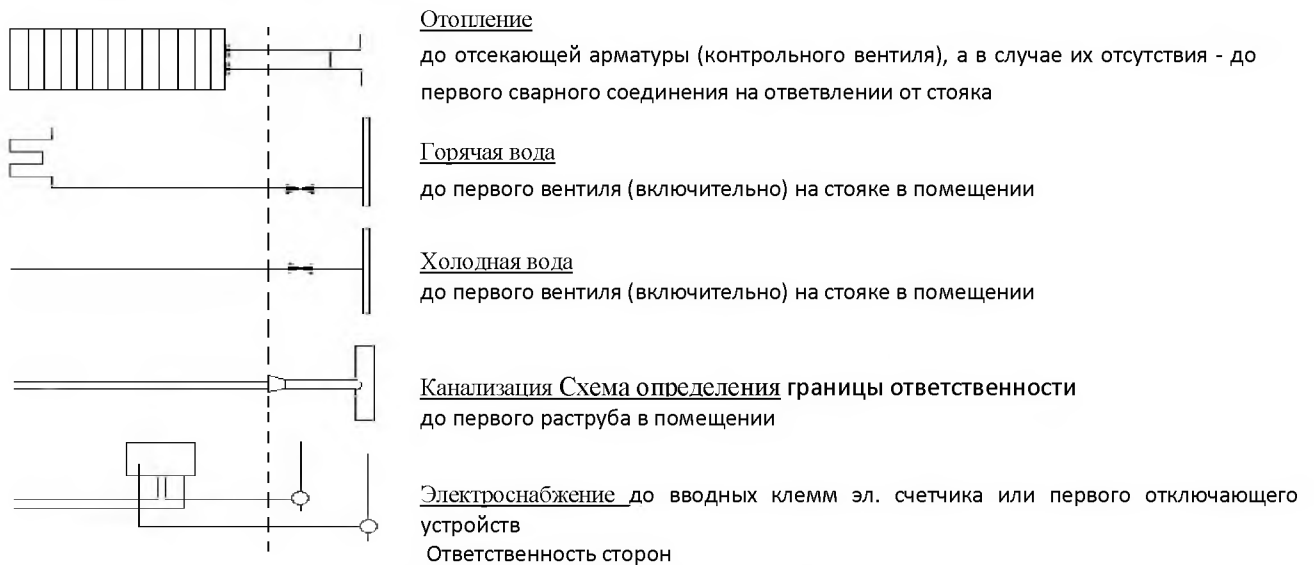 Отопление
до отсекающей арматуры (контрольного вентиля), а в случае их отсутствия - до
первого сварного соединения на ответвлении от стояка
Горячая вода
до первого вентиля (включительно) на стояке в помещении
Холодная вода
до первого вентиля (включительно) на стояке в помещении
Канализация Схема определения границы ответственности
до первого раструба в помещении
Электроснабжение до вводных клемм эл. счетчика или первого отключающего
устройств
Ответственность сторон